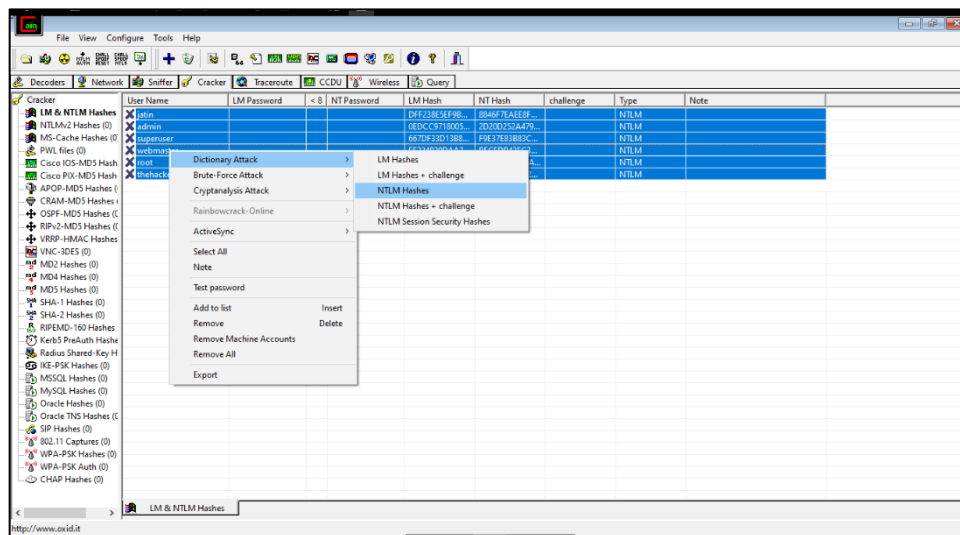 ain
File View Configure Tools Help
Decoders Network Sniffer Cracker Traceroute CCDU Wireless Query
Cracker
LM & NTLM Hashes
NTLMv2 Hashes (0)
MS-Cache Hashes (0
PWL files (0)
Cisco IOS-MD5 Hash
Cisco PIX-MD5 Hash
APOP-MD5 Hashes (
CRAM-MD5 Hashes (
OSPF-MD5 Hashes (0
RIPv2-MD5 Hashes (0
VRRP-HMAC Hashes
VNC-3DES (0)
MD2 Hashes (0)
MD4 Hashes (0)
MD5 Hashes (0)
SHA-1 Hashes (0)
SHA-2 Hashes (0)
RIPEMD-160 Hashes
Kerb5 PreAuth Hashe
Radius Shared-Key H
IKE-PSK Hashes (0)
MSSQL Hashes (0)
MySQL Hashes (0)
Oracle Hashes (0)
Oracle TNS Hashes (0
SIP Hashes (0)
802.11 Captures (0)
WPA-PSK Hashes (0)
WPA-PSK Auth (0)
CHAP Hashes (0)
User Name LM Password < 8 NT Password LM Hash NT Hash challenge Type Note
jatin DFF238E5EF9B... 8846F7EAEE8F... NTLM
admin 0EDCC9718005... 2D20D252A479... NTLM
superuser 667DF33D13B8... F9E37E83B83C... NTLM
webmaster NTLM
root NTLM
thehack NTLM
Dictionary Attack
Brute-Force Attack
Cryptanalysis Attack
Rainbowcrack-Online
ActiveSync
Select All
Note
Test password
Add to list Insert
Remove Delete
Remove Machine Accounts
Remove All
Export
LM Hashes
LM Hashes + challenge
NTLM Hashes
NTLM Hashes + challenge
NTLM Session Security Hashes
LM & NTLM Hashes
http://www.oxid.it